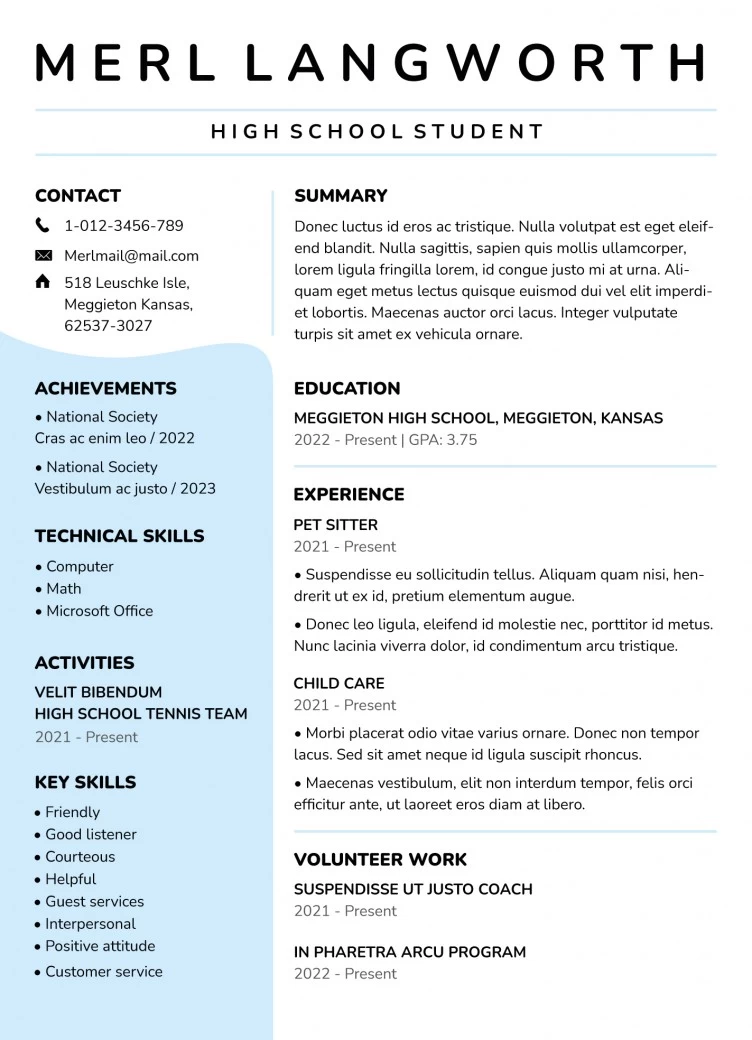 MERL LANGWORTH
HIGH SCHOOL STUDENT
CONTACT
1-012-3456-789
Merlmail@mail.com
518 Leuschke Isle,
Meggieton Kansas,
62537-3027
ACHIEVEMENTS
• National Society
Cras ac enim leo / 2022
• National Society
Vestibulum ac justo / 2023
TECHNICAL SKILLS
• Computer
• Math
• Microsoft Office
ACTIVITIES
VELIT BIBENDUM
HIGH SCHOOL TENNIS TEAM
2021 - Present
KEY SKILLS
• Friendly
• Good listener
• Courteous
• Helpful
• Guest services
• Interpersonal
• Positive attitude
• Customer service
SUMMARY
Donec luctus id eros ac tristique. Nulla volutpat est eget eleif-
end blandit. Nulla sagittis, sapien quis mollis ullamcorper,
lorem ligula fringilla lorem, id congue justo mi at urna. Ali-
quam eget metus lectus quisque euismod dui vel elit imperdi-
et lobortis. Maecenas auctor orci lacus. Integer vulputate
turpis sit amet ex vehicula ornare.
EDUCATION
MEGGIETON HIGH SCHOOL, MEGGIETON, KANSAS
2022 - Present | GPA: 3.75
EXPERIENCE
PET SITTER
2021 - Present
• Suspendisse eu sollicitudin tellus. Aliquam quam nisi, hen-
drerit ut ex id, pretium elementum augue.
• Donec leo ligula, eleifend id molestie nec, porttitor id metus.
Nunc lacinia viverra dolor, id condimentum arcu tristique.
CHILD CARE
2021 - Present
• Morbi placerat odio vitae varius ornare. Donec non tempor
lacus. Sed sit amet neque id ligula suscipit rhoncus.
• Maecenas vestibulum, elit non interdum tempor, felis orci
efficitur ante, ut laoreet eros diam at libero.
VOLUNTEER WORK
SUSPENDISSE UT JUSTO COACH
2021 - Present
IN PHARETRA ARCU PROGRAM
2022 - Present